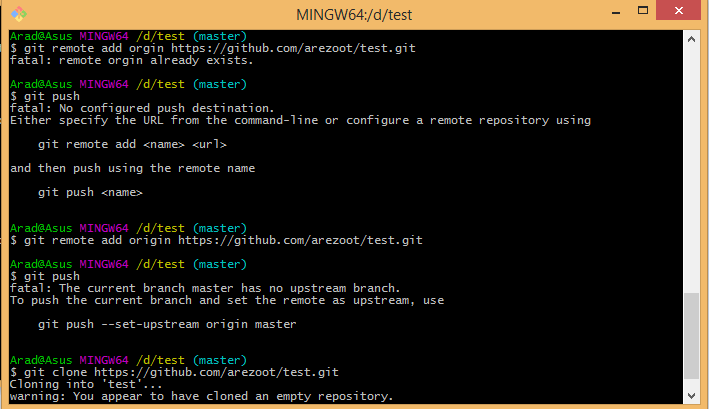 MINGW64:/d/test
Arad@Asus MINGW64 /d/test (master)
$ git remote add orgin https://github.com/arezoot/test.git
fatal: remote orgin already exists.
Arad@Asus MINGW64 /d/test (master)
$ git push
fatal: No configured push destination.
Either specify the URL from the command-line or configure a remote repository using
git remote add <name> <url>
and then push using the remote name
git push <name>
Arad@Asus MINGW64 /d/test (master)
$ git remote add origin https://github.com/arezoot/test.git
Arad@Asus MINGW64 /d/test (master)
$ git push
fatal: The current branch master has no upstream branch.
To push the current branch and set the remote as upstream, use
git push --set-upstream origin master
Arad@Asus MINGW64 /d/test (master)
$ git clone https://github.com/arezoot/test.git
Cloning into 'test'...
warning: You appear to have cloned an empty repository.